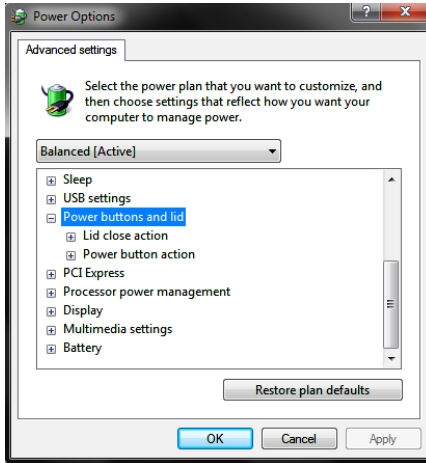 Power Options
Advanced settings
Select the power plan that you want to customize, and
then choose settings that reflect how you want your
computer to manage power.
Balanced [Active]
Sleep
USB settings
Power buttons and lid
Lid close action
Power button action
PCI Express
Processor power management
Display
Multimedia settings
Battery
Restore plan defaults
OK Cancel Apply